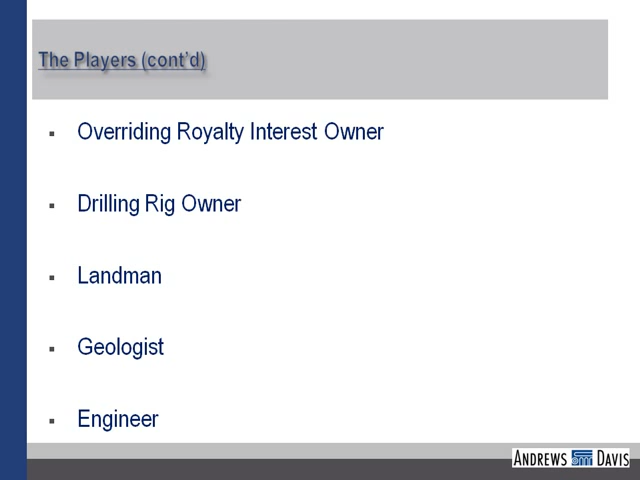 The Players (cont'd)
Overriding Royalty Interest Owner
Drilling Rig Owner
Landman
Geologist
Engineer
ANDREWS DAVIS